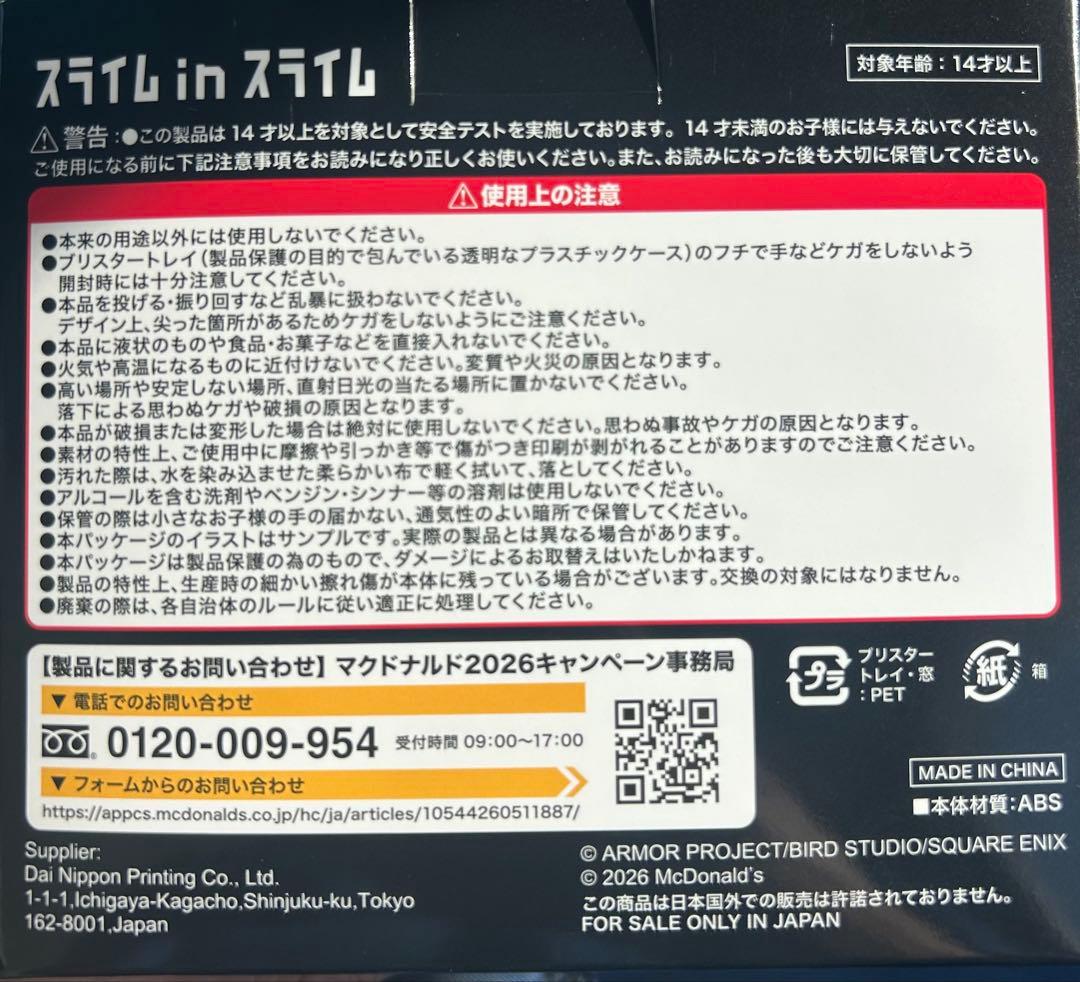 スライム in スライム
対象年齢：14才以上
警告：●この製品は 14 才以上を対象として安全テストを実施しております。14 才未満のお子様には与えないでください。
ご使用になる前に下記注意事項をお読みになり正しくお使いください。また、お読みになった後も大切に保管してください。
使用上の注意
●本来の用途以外には使用しないでください。
●ブリスタートレイ（製品保護の目的で包んでいる透明なプラスチックケース）のフチで手などケガをしないよう
開封時には十分注意してください。
●本品を投げる・振り回すなど乱暴に扱わないでください。
デザイン上、尖った箇所があるためケガをしないようにご注意ください。
●本品に液状のものや食品・お菓子などを直接入れないでください。
●火気や高温になるものに近付けないでください。変質や火災の原因となります。
●高い場所や安定しない場所、直射日光の当たる場所に置かないでください。
落下による思わぬケガや破損の原因となります。
●本品が破損または変形した場合は絶対に使用しないでください。思わぬ事故やケガの原因となります。
●素材の特性上、ご使用中に摩擦や引っかき等で傷がつき印刷が剥がれることがありますのでご注意ください。
●汚れた際は、水を染み込ませた柔らかい布で軽く拭いて、落としてください。
●アルコールを含む洗剤やベンジン・シンナー等の溶剤は使用しないでください。
●保管の際は小さなお子様の手の届かない、通気性のよい暗所で保管してください。
●本パッケージのイラストはサンプルです。実際の製品とは異なる場合があります。
●本パッケージは製品保護の為のもので、ダメージによるお取替えはいたしかねます。
●製品の特性上、生産時の細かい擦れ傷が本体に残っている場合がございます。交換の対象にはなりません。
●廃棄の際は、各自治体のルールに従い適正に処理してください。
【製品に関するお問い合わせ】マクドナルド2026キャンペーン事務局
▼ 電話でのお問い合わせ
0120-009-954 受付時間 09:00～17:00
▼ フォームからのお問い合わせ
https://appcs.mcdonalds.co.jp/hc/ja/articles/10544260511887/
プラ
ブリスター
トレイ・窓
：PET
紙
箱
MADE IN CHINA
■本体材質：ABS
Supplier:
Dai Nippon Printing Co., Ltd.
1-1-1,Ichigaya-Kagacho,Shinjuku-ku,Tokyo
162-8001,Japan
© ARMOR PROJECT/BIRD STUDIO/SQUARE ENIX
© 2026 McDonald's
この商品は日本国外での販売は許諾されておりません。
FOR SALE ONLY IN JAPAN